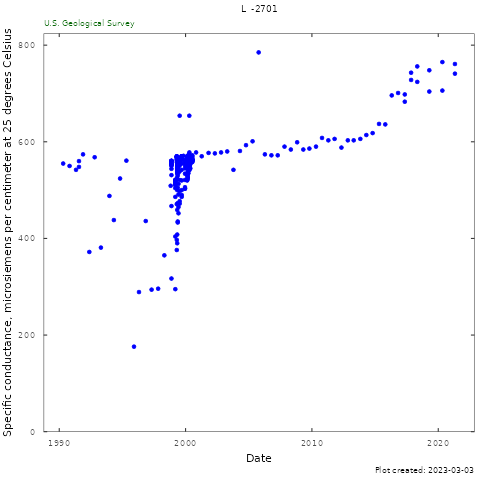 L -2701
U.S. Geological Survey
Specific conductance, microsiemens per centimeter at 25 degrees Celsius
800
600
400
200
0
1990
2000
2010
2020
Date
Plot created: 2023-03-03